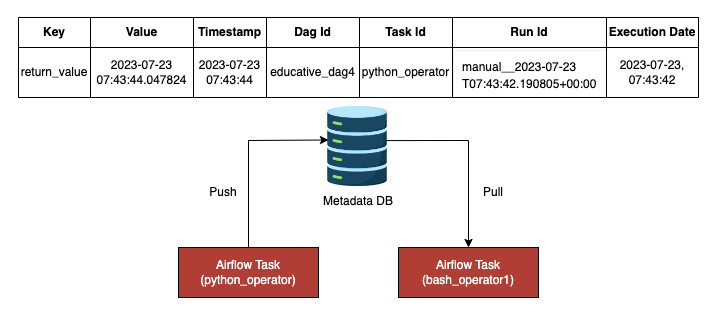 Key Value Timestamp Dag Id Task Id Run Id Execution Date
return_value 2023-07-23 07:43:44.047824 2023-07-23 07:43:44 educative_dag4 python_operator manual__2023-07-23 T07:43:42.190805+00:00 2023-07-23, 07:43:42
Metadata DB
Push
Pull
Airflow Task
(python_operator)
Airflow Task
(bash_operator1)